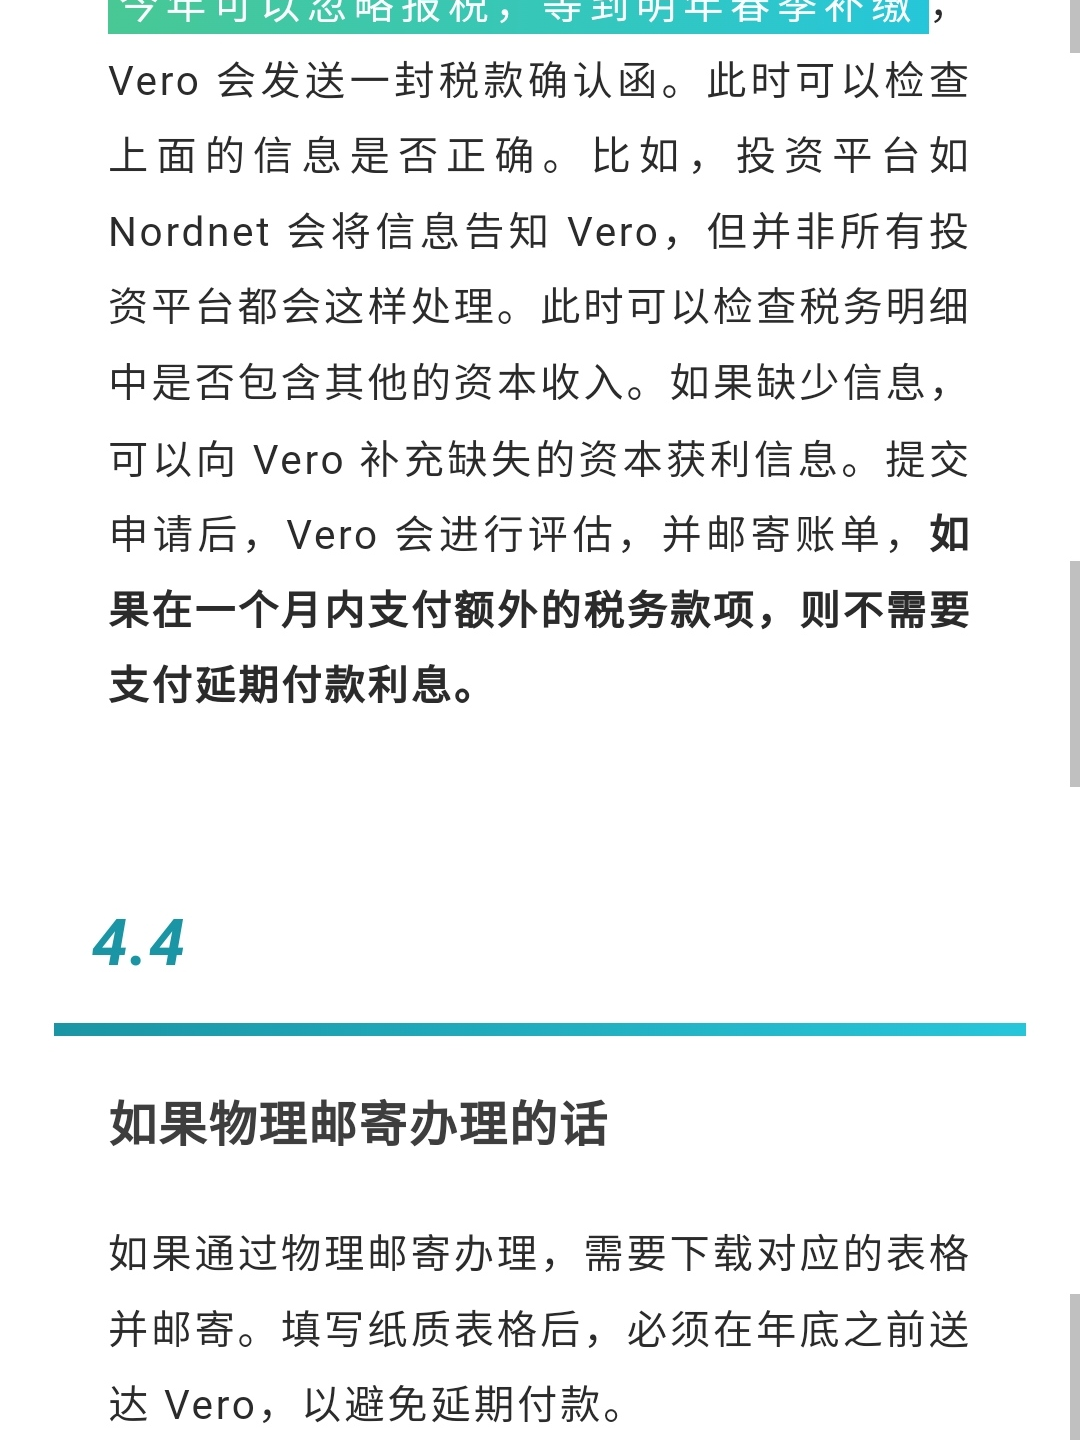 今年可以忽略报税，等到明年春季补缴，
Vero 会发送一封税款确认函。此时可以检查
上面的信息是否正确。比如，投资平台如
Nordnet 会将信息告知 Vero，但并非所有投
资平台都会这样处理。此时可以检查税务明细
中是否包含其他的资本收入。如果缺少信息，
可以向 Vero 补充缺失的资本获利信息。提交
申请后，Vero 会进行评估，并邮寄账单，如
果在一个月内支付额外的税务款项，则不需要
支付延期付款利息。
4.4
如果物理邮寄办理的话
如果通过物理邮寄办理，需要下载对应的表格
并邮寄。填写纸质表格后，必须在年底之前送
达 Vero，以避免延期付款。